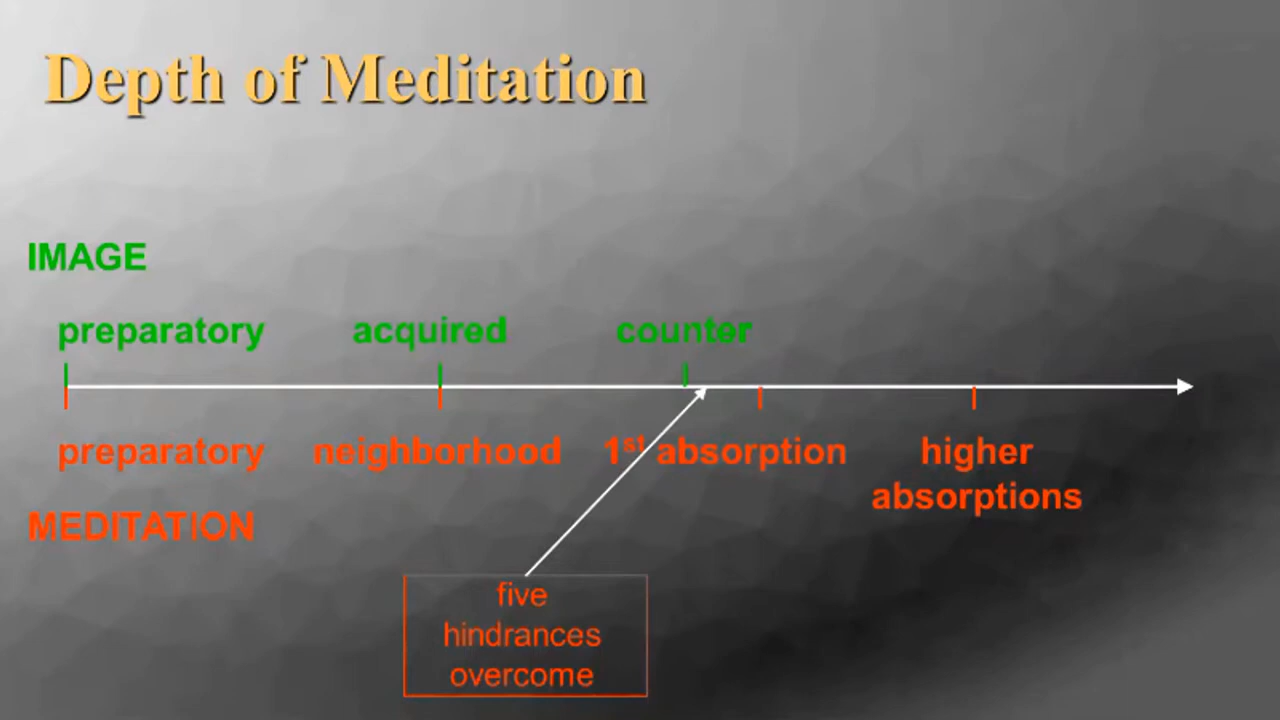 Depth of Meditation
IMAGE
preparatory acquired counter
preparatory neighborhood 1st absorption higher
absorptions
MEDITATION
five
hindrances
overcome